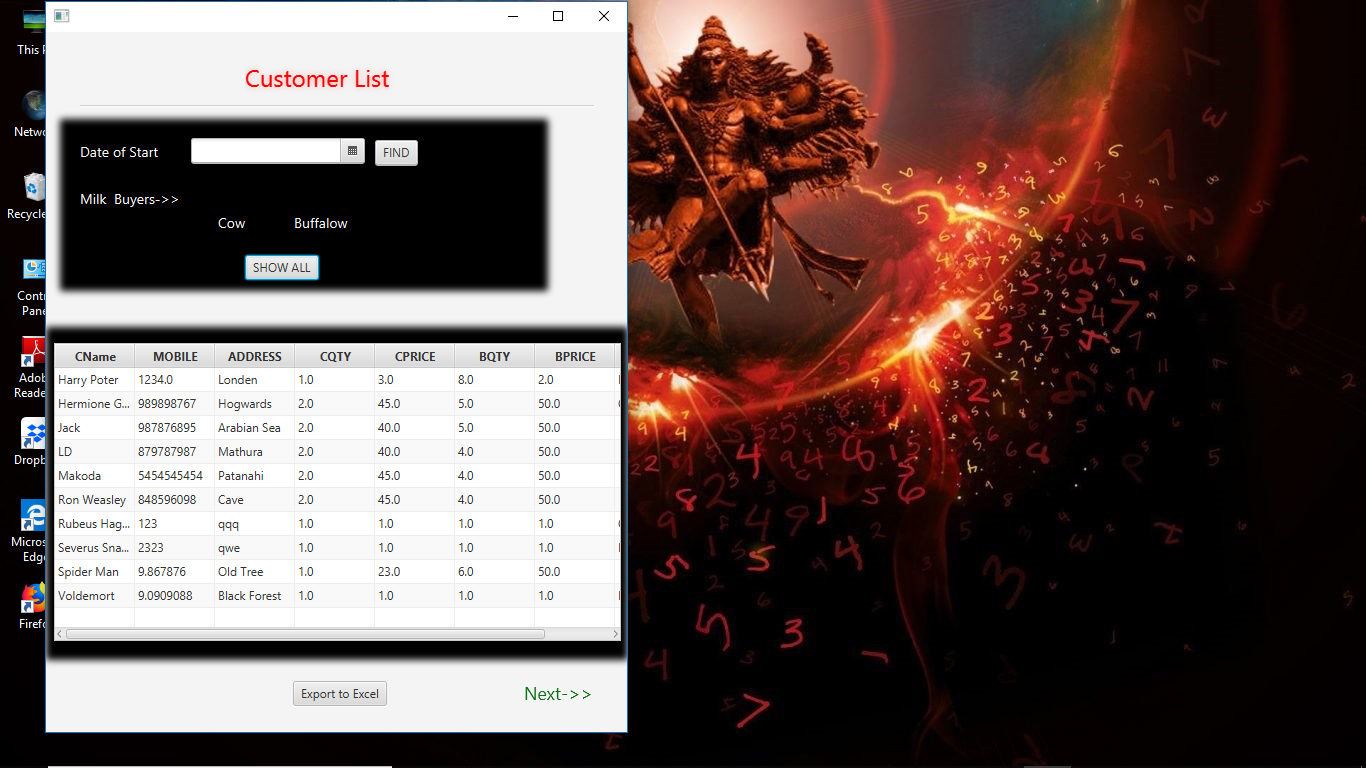 Customer List
Date of Start
FIND
Milk Buyers->>
Cow Buffalow
SHOW ALL
CName MOBILE ADDRESS CQTY CPRICE BQTY BPRICE
Harry Poter 1234.0 Londen 1.0 3.0 8.0 2.0
Hermione G... 989898767 Hogwards 2.0 45.0 5.0 50.0
Jack 987876895 Arabian Sea 2.0 40.0 5.0 50.0
LD 879787987 Mathura 2.0 40.0 4.0 50.0
Makoda 5454545454 Patanahi 2.0 45.0 4.0 50.0
Ron Weasley 848596098 Cave 2.0 45.0 4.0 50.0
Rubeus Hag... 123 qqq 1.0 1.0 1.0 1.0
Severus Sna... 2323 qwe 1.0 1.0 1.0 1.0
Spider Man 9.867876 Old Tree 1.0 23.0 6.0 50.0
Voldemort 9.0909088 Black Forest 1.0 1.0 1.0 1.0
Export to Excel
Next->>
This P
Netwo
Recycle
Contr
Pane
Adob
Reade
Dropb
Micros
Edge
Firefo